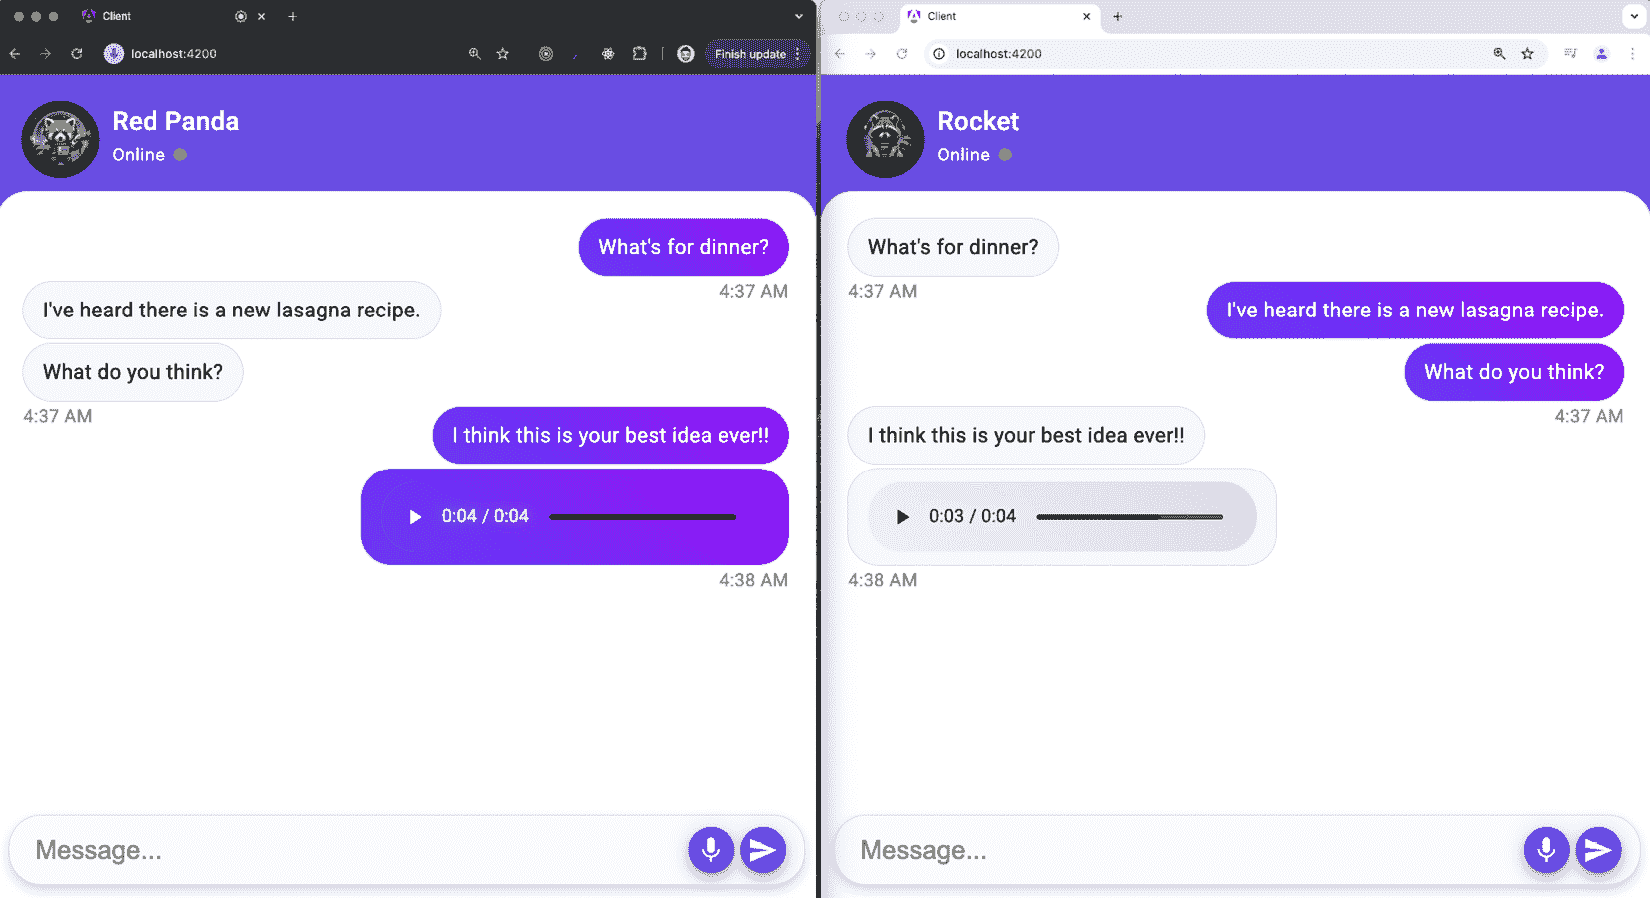 Client
localhost:4200
Finish update
Red Panda
Online
What's for dinner?
4:37 AM
I've heard there is a new lasagna recipe.
What do you think?
4:37 AM
I think this is your best idea ever!!
0:04 / 0:04
4:38 AM
Message...
Client
localhost:4200
Rocket
Online
What's for dinner?
4:37 AM
I've heard there is a new lasagna recipe.
What do you think?
4:37 AM
I think this is your best idea ever!!
0:03 / 0:04
4:38 AM
Message...